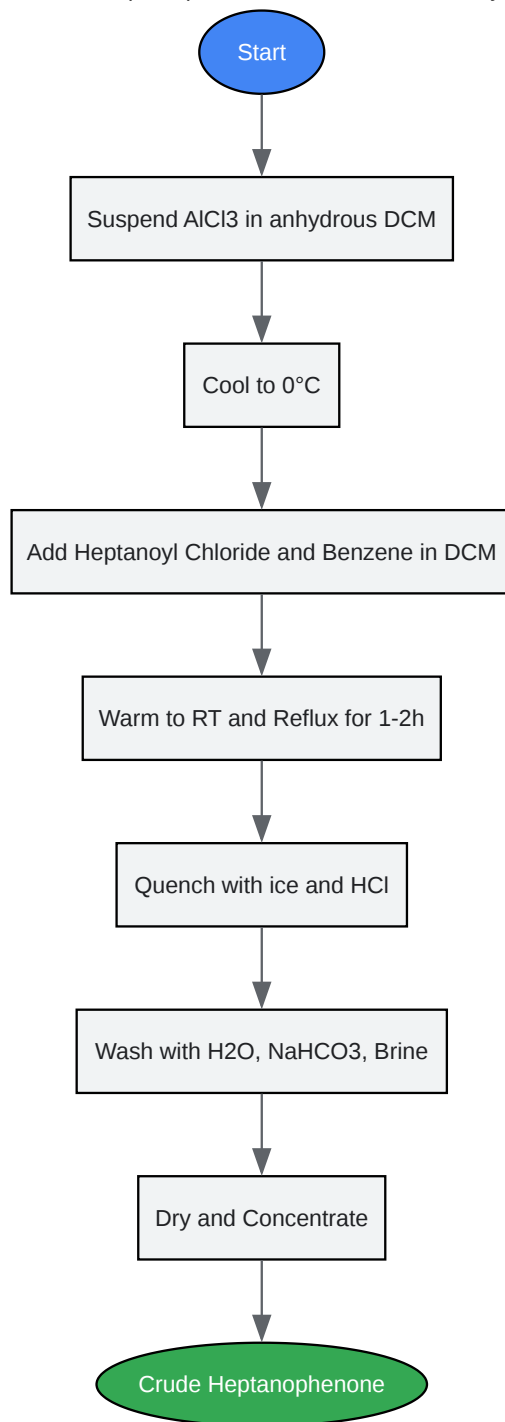 Start
Suspend AlCl3 in anhydrous DCM
Cool to 0°C
Add Heptanoyl Chloride and Benzene in DCM
Warm to RT and Reflux for 1-2h
Quench with ice and HCl
Wash with H2O, NaHCO3, Brine
Dry and Concentrate
Crude Heptanophenone